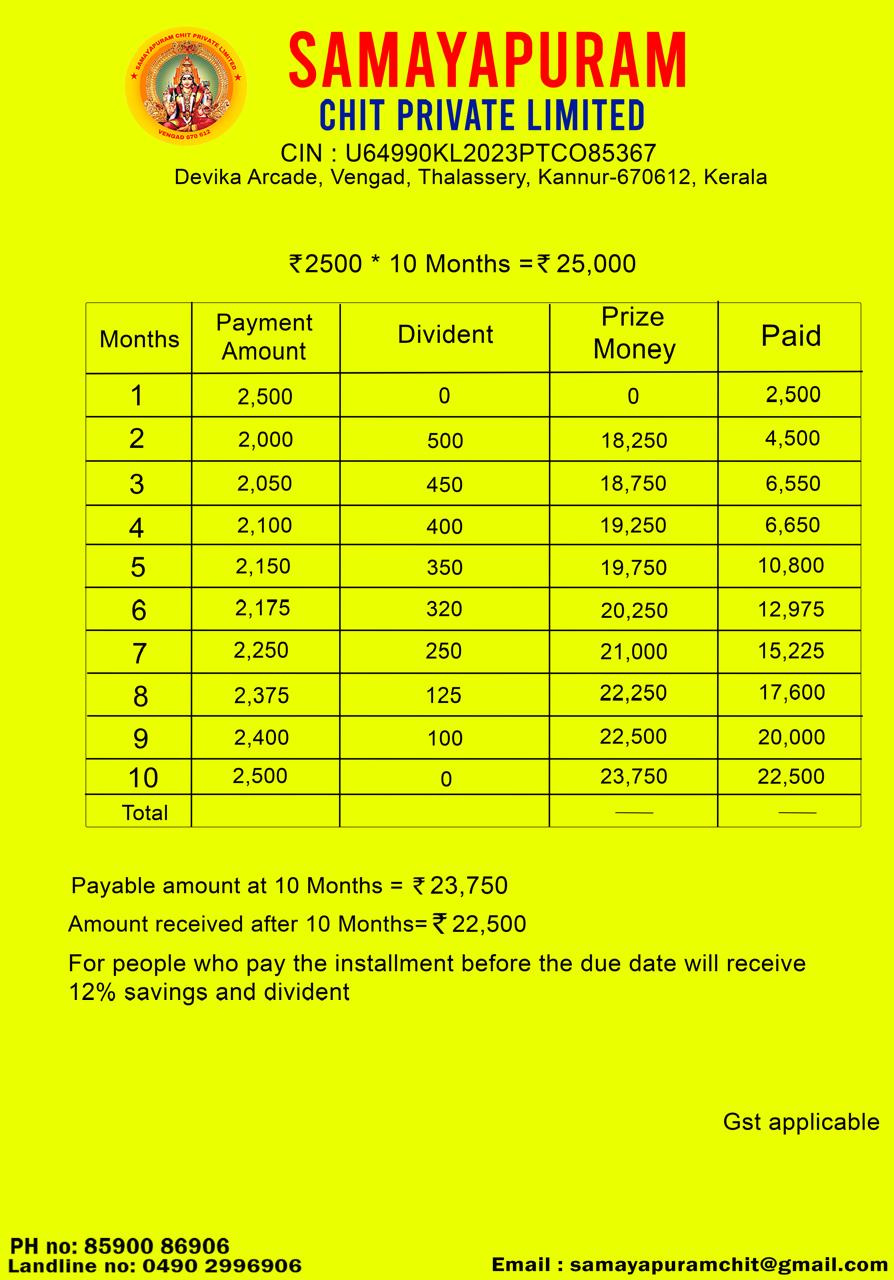 SAMAYAPURAM CHIT PRIVATE LIMITED
VENGAD 670 612
SAMAYAPURAM
CHIT PRIVATE LIMITED
CIN : U64990KL2023PTCO85367
Devika Arcade, Vengad, Thalassery, Kannur-670612, Kerala
₹2500 * 10 Months =₹ 25,000
Months Payment Amount Divident Prize Money Paid
1 2,500 0 0 2,500
2 2,000 500 18,250 4,500
3 2,050 450 18,750 6,550
4 2,100 400 19,250 6,650
5 2,150 350 19,750 10,800
6 2,175 320 20,250 12,975
7 2,250 250 21,000 15,225
8 2,375 125 22,250 17,600
9 2,400 100 22,500 20,000
10 2,500 0 23,750 22,500
Total — —
Payable amount at 10 Months = ₹ 23,750
Amount received after 10 Months=₹ 22,500
For people who pay the installment before the due date will receive
12% savings and divident
Gst applicable
PH no: 85900 86906
Landline no: 0490 2996906
Email : samayapuramchit@gmail.com